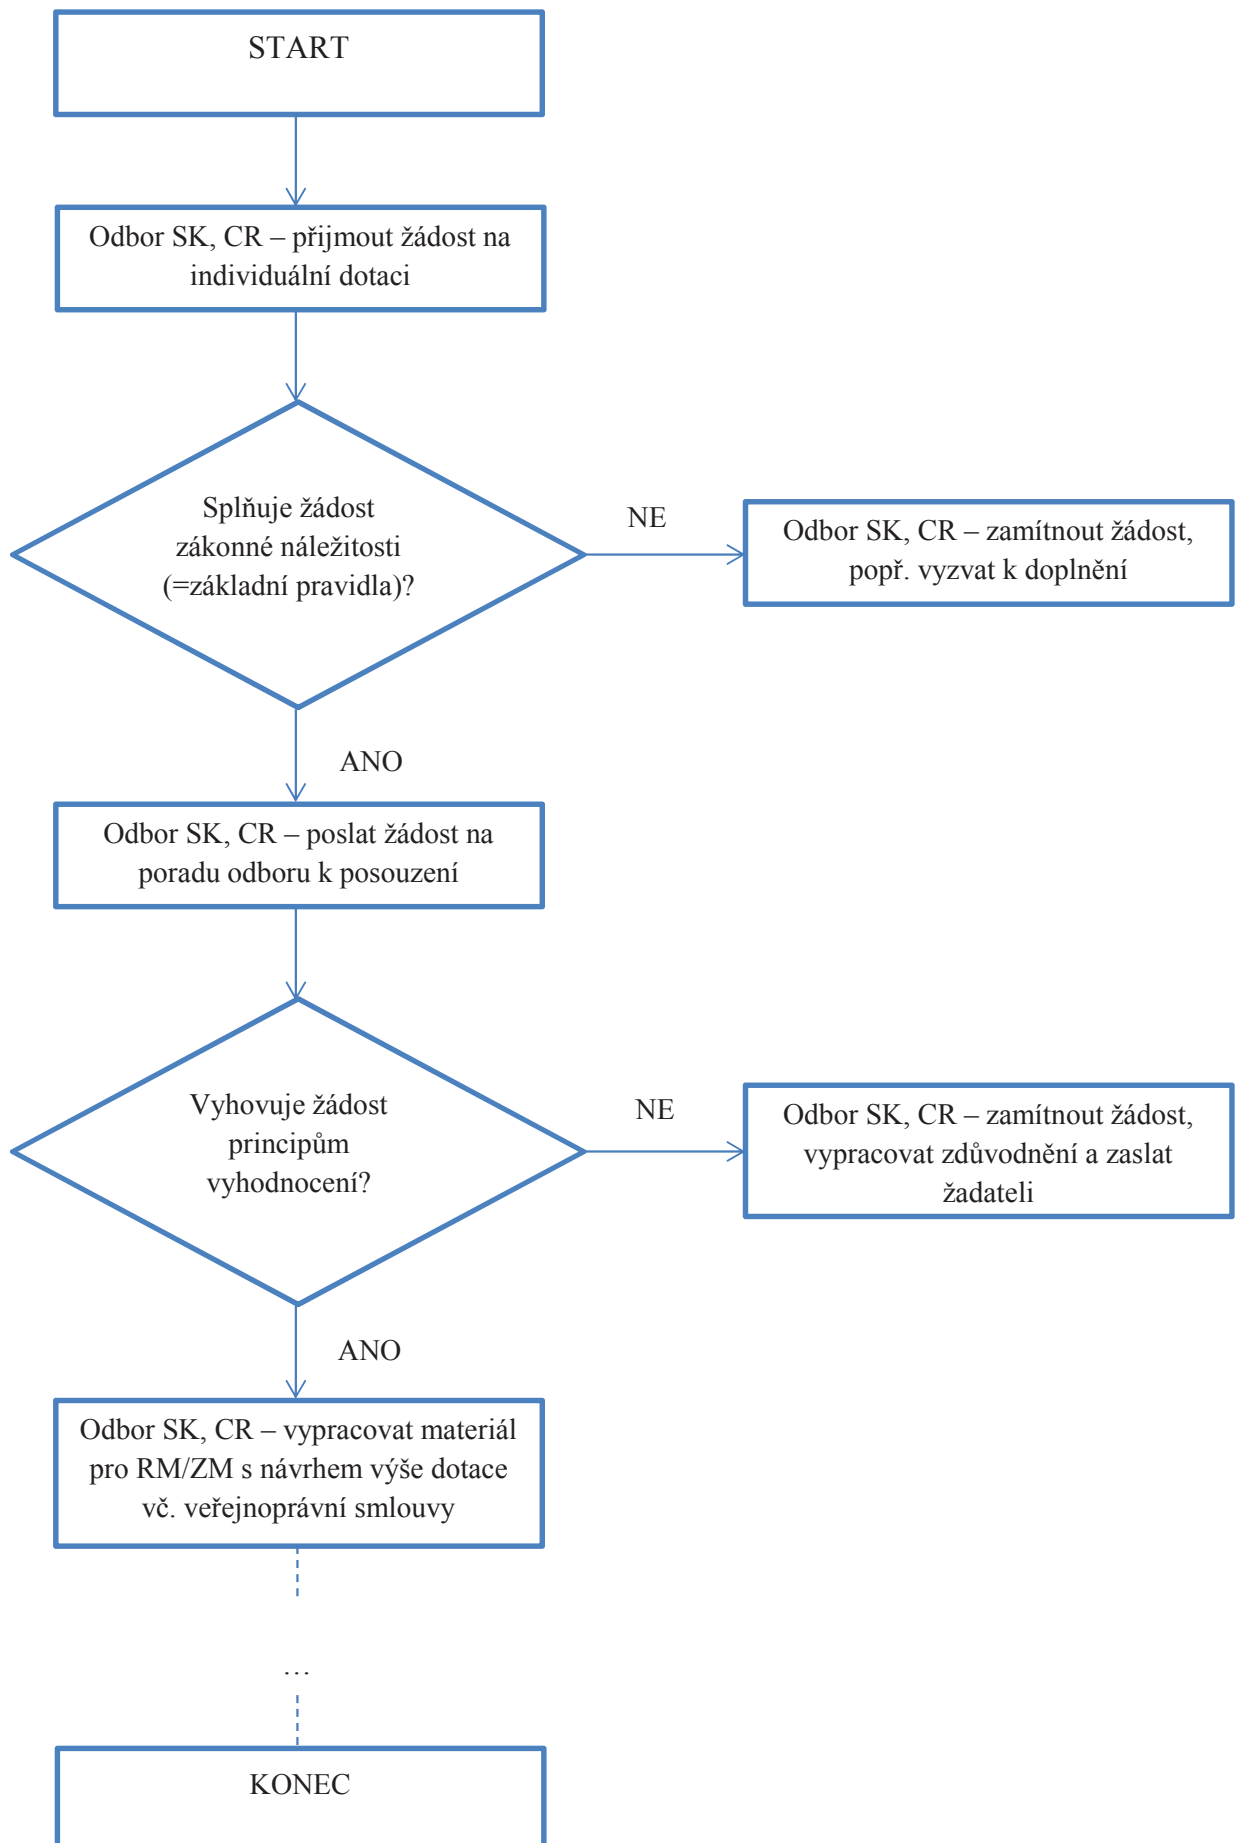 START
Odbor SK, CR – přijmout žádost na
individuální dotaci
Splňuje žádost
zákonné náležitosti
(=základní pravidla)?
NE
Odbor SK, CR – zamítnout žádost,
popř. vyzvat k doplnění
ANO
Odbor SK, CR – poslat žádost na
poradu odboru k posouzení
Vyhovuje žádost
principům
vyhodnocení?
NE
Odbor SK, CR – zamítnout žádost,
vypracovat zdůvodnění a zaslat
žadateli
ANO
Odbor SK, CR – vypracovat materiál
pro RM/ZM s návrhem výše dotace
vč. veřejnoprávní smlouvy
…
KONEC